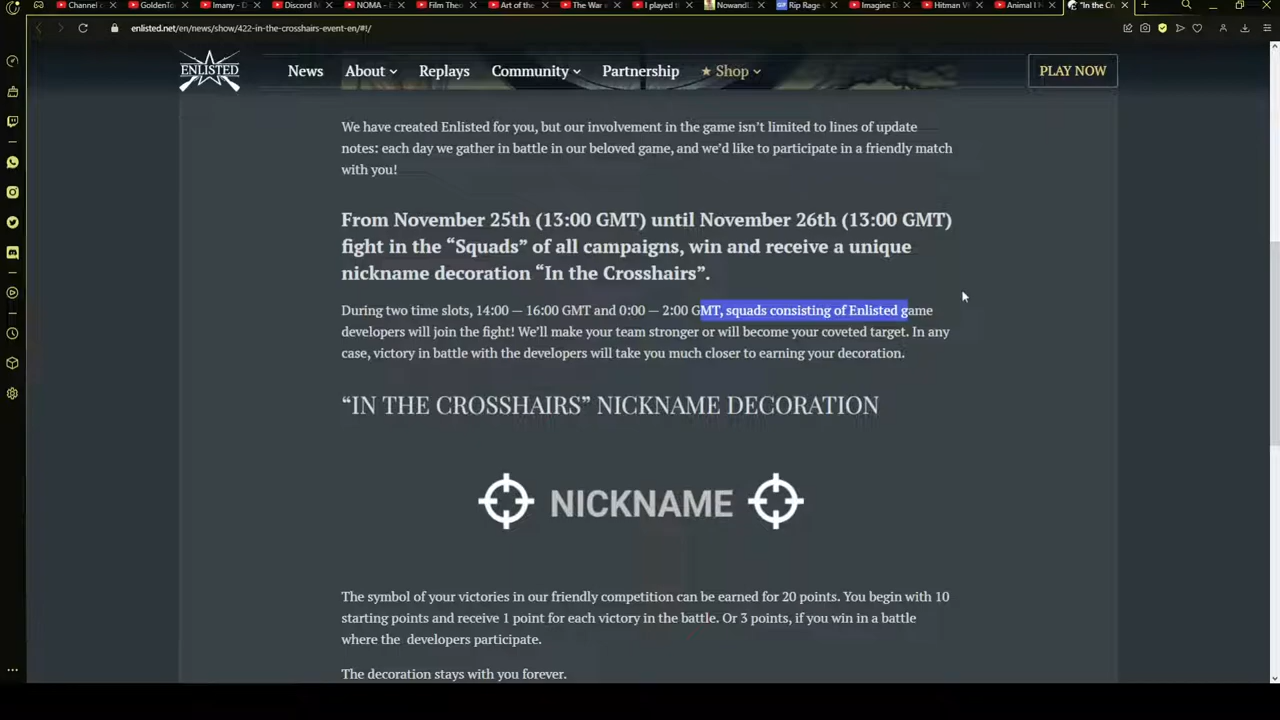 Channel c
GoldenTo
Imany - D
Discord M
NOMA - E
Film Theo
Art of the
The War
I played t
NowandL
Rip Rage
Imagine D
Hitman VR
Animal I H
"In the Cr
enlisted.net/en/news/show/422-in-the-crosshairs-event-en/#!/
ENLISTED
News About Replays Community Partnership ★ Shop PLAY NOW
We have created Enlisted for you, but our involvement in the game isn't limited to lines of update
notes: each day we gather in battle in our beloved game, and we'd like to participate in a friendly match
with you!
From November 25th (13:00 GMT) until November 26th (13:00 GMT)
fight in the “Squads” of all campaigns, win and receive a unique
nickname decoration “In the Crosshairs”.
During two time slots, 14:00 — 16:00 GMT and 0:00 — 2:00 GMT, squads consisting of Enlisted game
developers will join the fight! We'll make your team stronger or will become your coveted target. In any
case, victory in battle with the developers will take you much closer to earning your decoration.
“IN THE CROSSHAIRS” NICKNAME DECORATION
NICKNAME
The symbol of your victories in our friendly competition can be earned for 20 points. You begin with 10
starting points and receive 1 point for each victory in the battle. Or 3 points, if you win in a battle
where the developers participate.
The decoration stays with you forever.